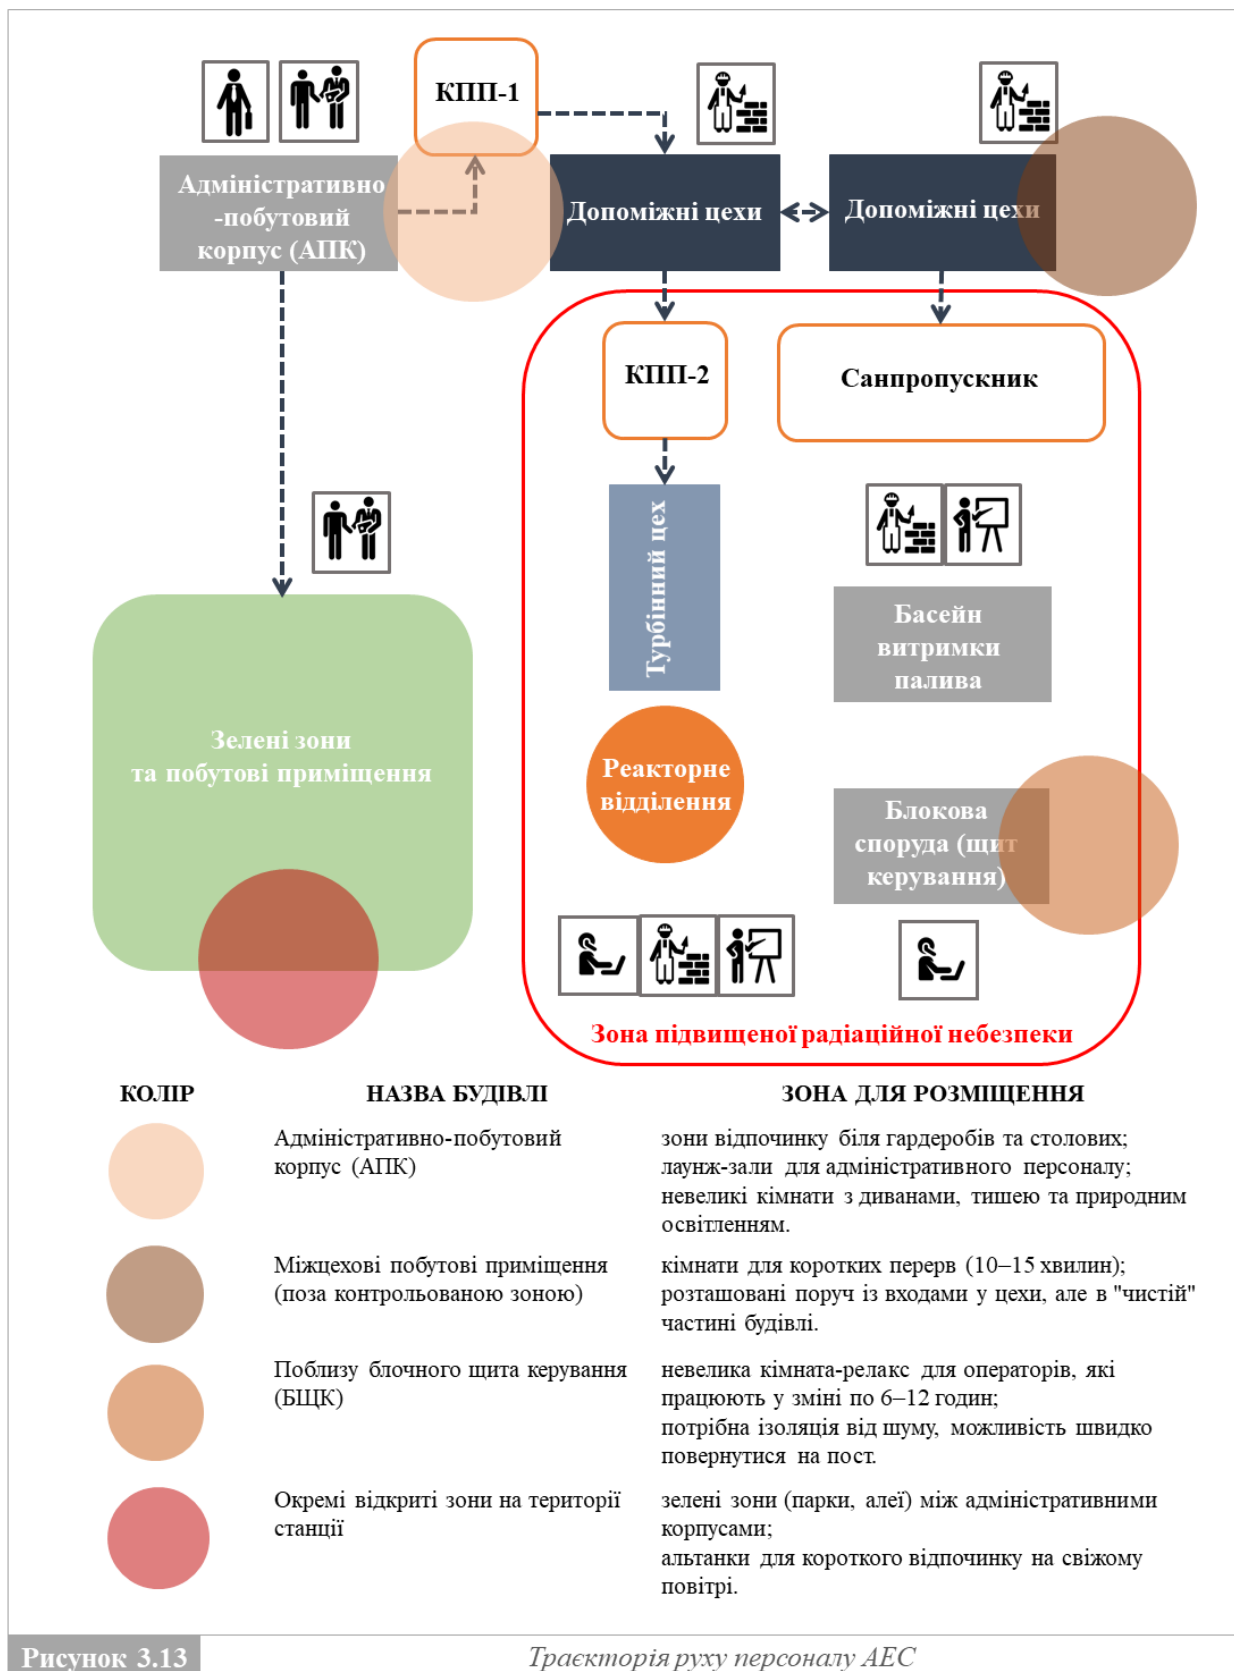 КПП-1
Адміністративно
-побутовий
корпус (АПК)
Допоміжні цехи
Допоміжні цехи
КПП-2
Санпропускник
Турбінний цех
Басейн
витримки
палива
Зелені зони
та побутові приміщення
Реакторне
відділення
Блокова
споруда (щит
керування)
Зона підвищеної радіаційної небезпеки
КОЛІР
НАЗВА БУДІВЛІ
ЗОНА ДЛЯ РОЗМІЩЕННЯ
Адміністративно-побутовий
корпус (АПК)
зони відпочинку біля гардеробів та столових;
лаунж-зали для адміністративного персоналу;
невеликі кімнати з диванами, тишею та природним
освітленням.
Міжцехові побутові приміщення
(поза контрольованою зоною)
кімнати для коротких перерв (10–15 хвилин);
розташовані поруч із входами у цехи, але в "чистій"
частині будівлі.
Поблизу блочного щита керування
(БЩК)
невелика кімната-релакс для операторів, які
працюють у зміні по 6–12 годин;
потрібна ізоляція від шуму, можливість швидко
повернутися на пост.
Окремі відкриті зони на території
станції
зелені зони (парки, алеї) між адміністративними
корпусами;
альтанки для короткого відпочинку на свіжому
повітрі.
Рисунок 3.13
Траєкторія руху персоналу АЕС